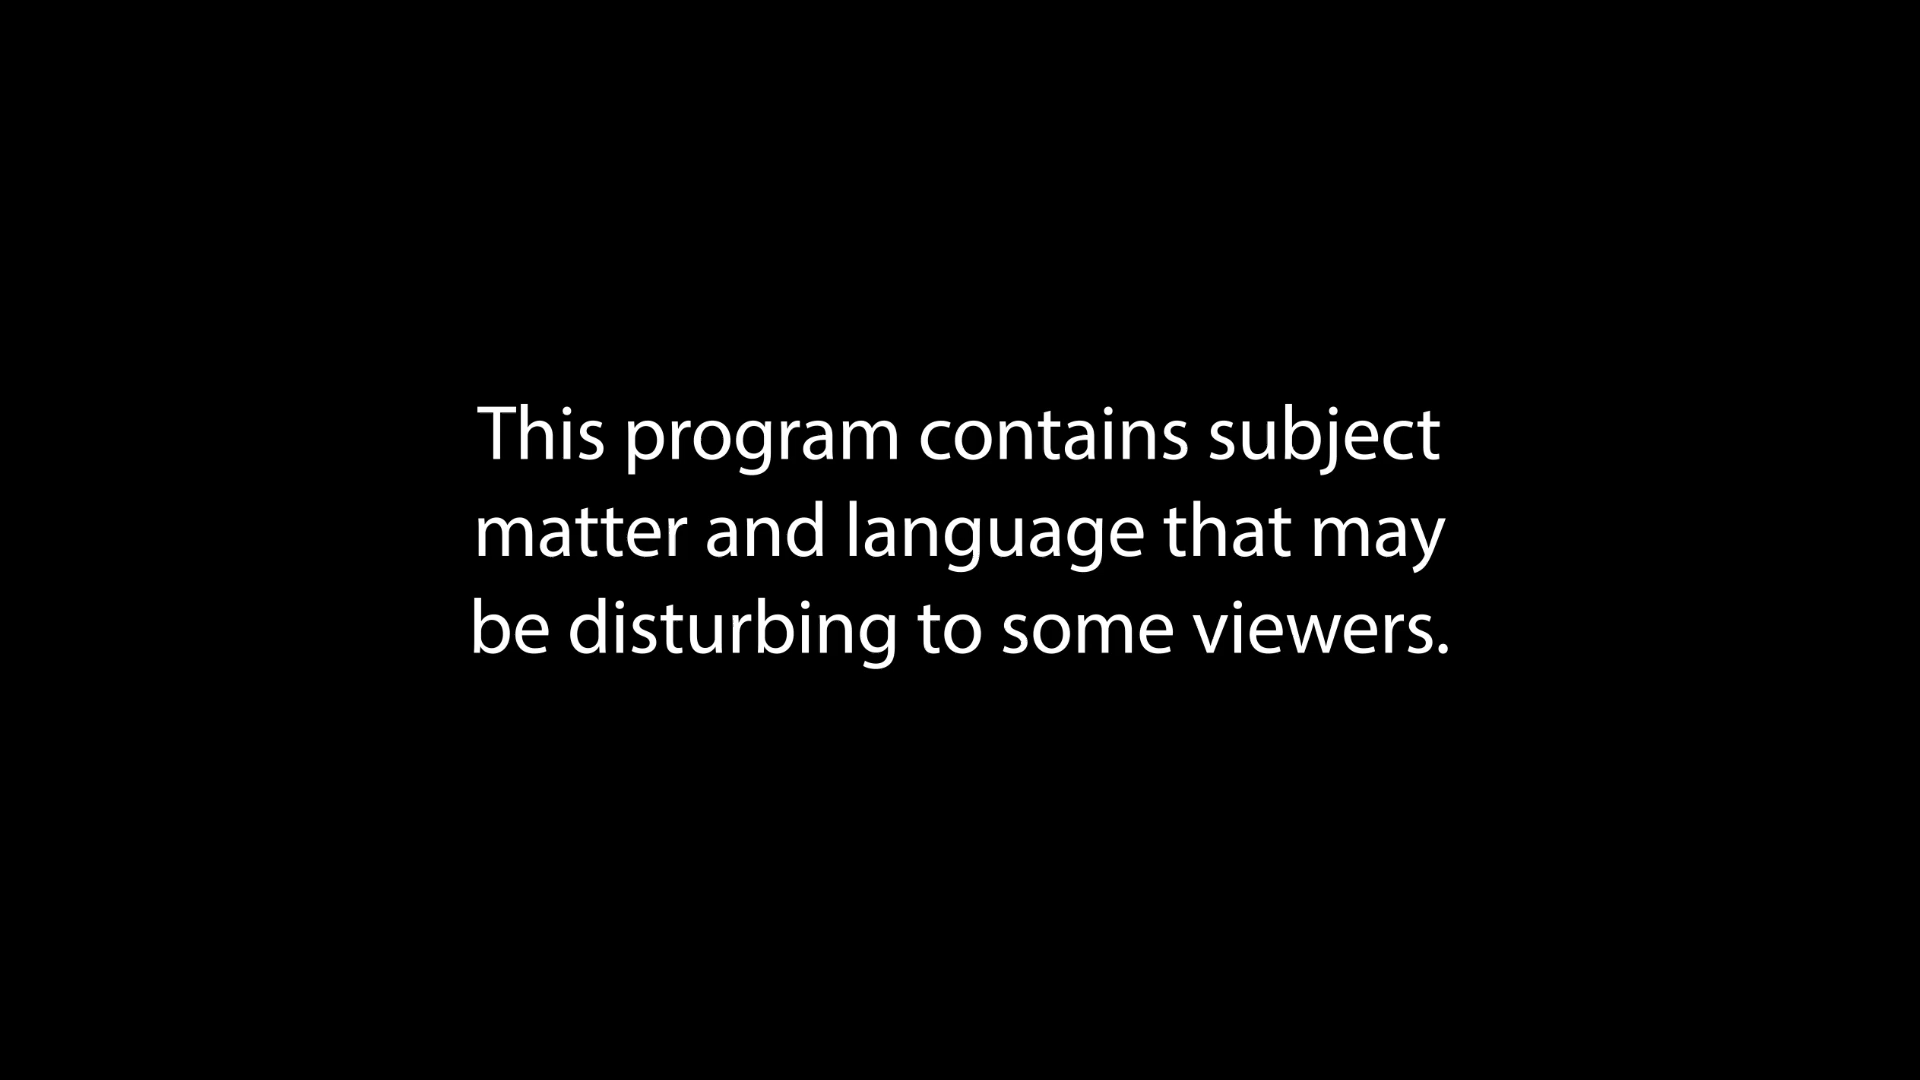 This program contains subject
matter and language that may
be disturbing to some viewers.